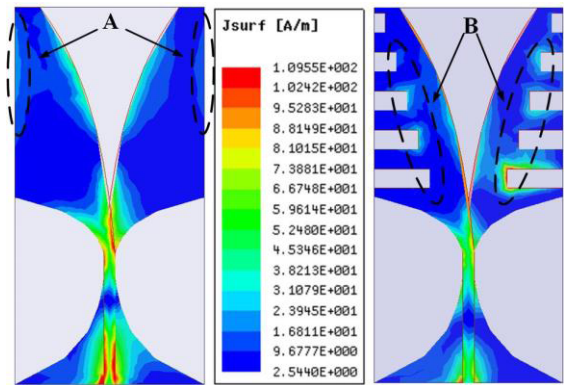 A
Jsurf [A/m]
1.0955E+002
1.0242E+002
9.5283E+001
8.8149E+001
8.1015E+001
7.3881E+001
6.6748E+001
5.9614E+001
5.2480E+001
4.5346E+001
3.8213E+001
3.1079E+001
2.3945E+001
1.6811E+001
9.6777E+000
2.5440E+000
B